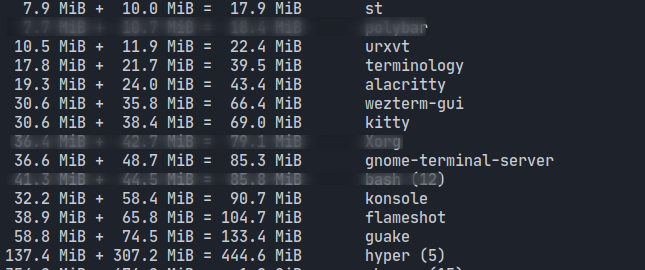 7.9 MiB + 10.0 MiB = 17.9 MiB st
7.7 MiB + 10.7 MiB = 18.4 MiB polybar
10.5 MiB + 11.9 MiB = 22.4 MiB urxvt
17.8 MiB + 21.7 MiB = 39.5 MiB terminology
19.3 MiB + 24.0 MiB = 43.4 MiB alacritty
30.6 MiB + 35.8 MiB = 66.4 MiB wezterm-gui
30.6 MiB + 38.4 MiB = 69.0 MiB kitty
36.4 MiB + 42.7 MiB = 79.1 MiB Xorg
36.6 MiB + 48.7 MiB = 85.3 MiB gnome-terminal-server
41.3 MiB + 44.5 MiB = 85.8 MiB bash (12)
32.2 MiB + 58.4 MiB = 90.7 MiB konsole
38.9 MiB + 65.8 MiB = 104.7 MiB flameshot
58.8 MiB + 74.5 MiB = 133.4 MiB guake
137.4 MiB + 307.2 MiB = 444.6 MiB hyper (5)